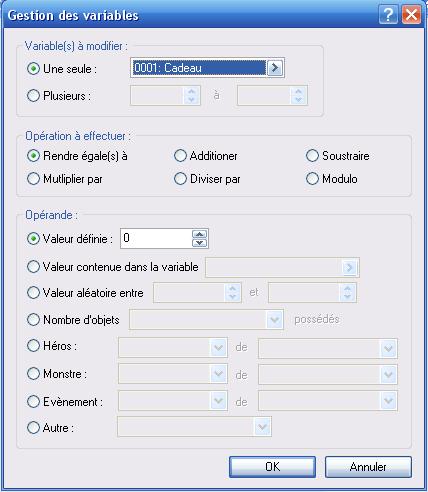 Gestion des variables
Variable(s) à modifier :
Une seule : 0001: Cadeau
Plusieurs : à
Opération à effectuer :
Rendre égale(s) à Additioner Soustraire
Mutliplier par Diviser par Modulo
Opérande :
Valeur définie : 0
Valeur contenue dans la variable
Valeur aléatoire entre et
Nombre d'objets possédés
Héros : de
Monstre : de
Evènement : de
Autre :
OK Annuler